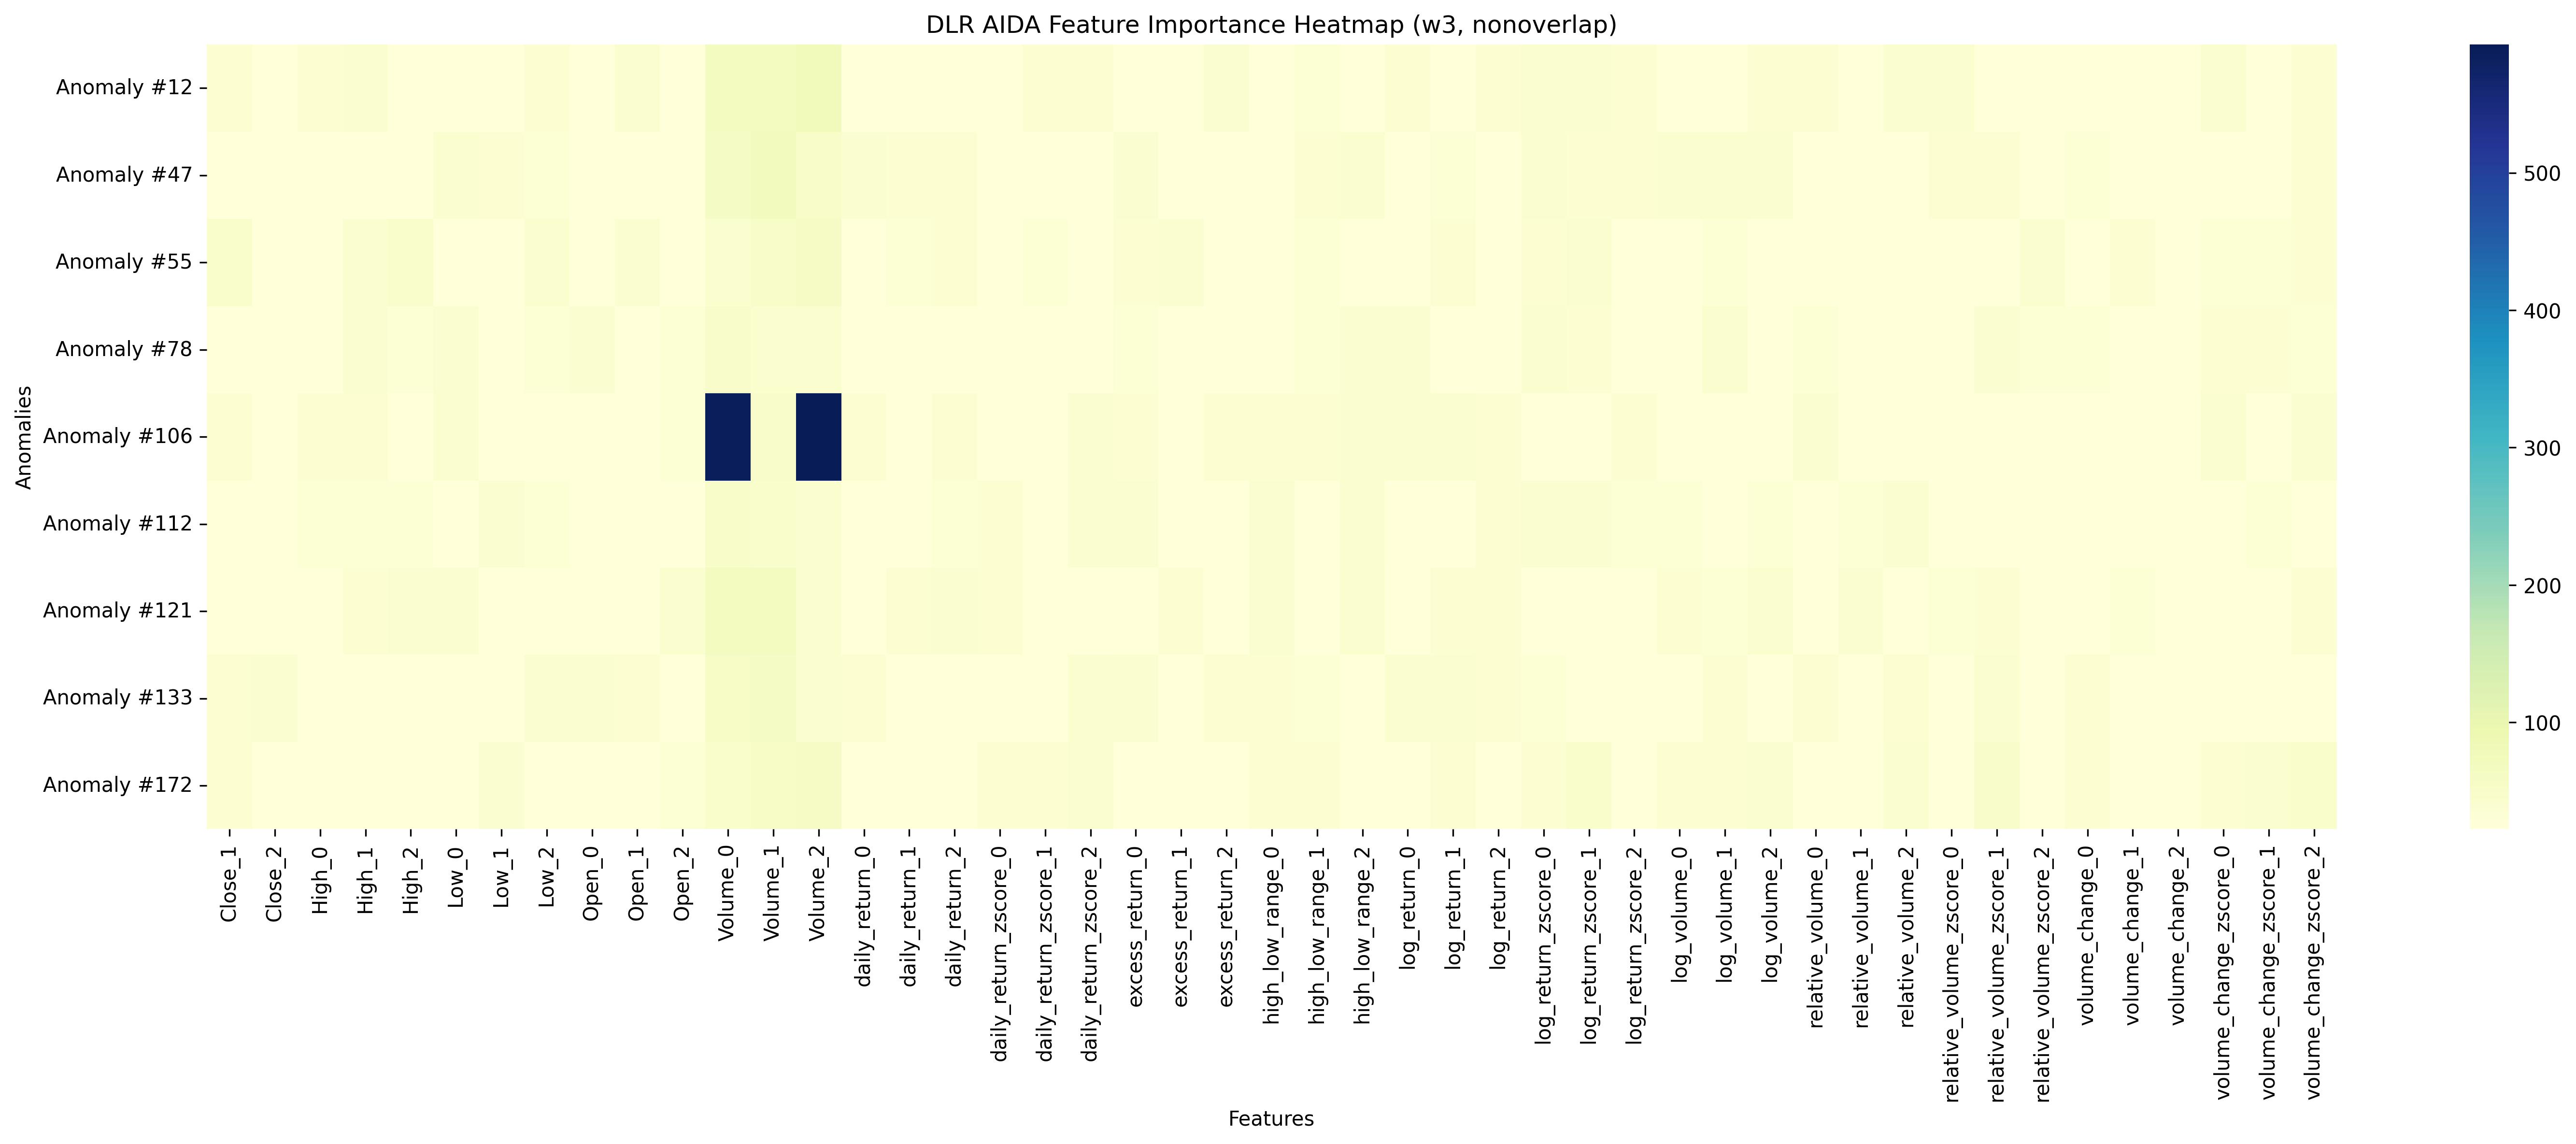 DLR AIDA Feature Importance Heatmap (w3, nonoverlap)
Anomalies
Anomaly #12
Anomaly #47
Anomaly #55
Anomaly #78
Anomaly #106
Anomaly #112
Anomaly #121
Anomaly #133
Anomaly #172
500
400
300
200
100
Close_1
Close_2
High_0
High_1
High_2
Low_0
Low_1
Low_2
Open_0
Open_1
Open_2
Volume_0
Volume_1
Volume_2
daily_return_0
daily_return_1
daily_return_2
daily_return_zscore_0
daily_return_zscore_1
daily_return_zscore_2
excess_return_0
excess_return_1
excess_return_2
high_low_range_0
high_low_range_1
high_low_range_2
log_return_0
log_return_1
log_return_2
log_return_zscore_0
log_return_zscore_1
log_return_zscore_2
log_volume_0
log_volume_1
log_volume_2
relative_volume_0
relative_volume_1
relative_volume_2
relative_volume_zscore_0
relative_volume_zscore_1
relative_volume_zscore_2
volume_change_0
volume_change_1
volume_change_2
volume_change_zscore_0
volume_change_zscore_1
volume_change_zscore_2
Features